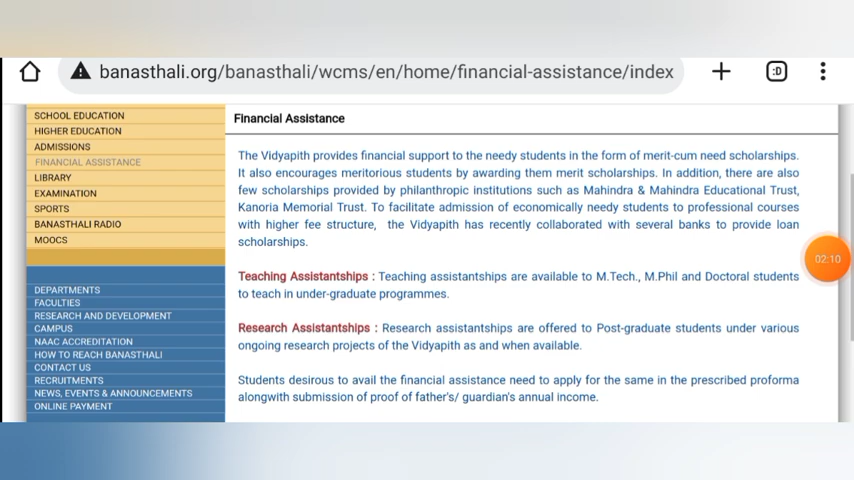 banasthali.org/banasthali/wcms/en/home/financial-assistance/index
:D
SCHOOL EDUCATION
HIGHER EDUCATION
ADMISSIONS
FINANCIAL ASSISTANCE
LIBRARY
EXAMINATION
SPORTS
BANASTHALI RADIO
MOOCS
DEPARTMENTS
FACULTIES
RESEARCH AND DEVELOPMENT
CAMPUS
NAAC ACCREDITATION
HOW TO REACH BANASTHALI
CONTACT US
RECRUITMENTS
NEWS, EVENTS & ANNOUNCEMENTS
ONLINE PAYMENT
Financial Assistance
The Vidyapith provides financial support to the needy students in the form of merit-cum need scholarships.
It also encourages meritorious students by awarding them merit scholarships. In addition, there are also
few scholarships provided by philanthropic institutions such as Mahindra & Mahindra Educational Trust,
Kanoria Memorial Trust. To facilitate admission of economically needy students to professional courses
with higher fee structure, the Vidyapith has recently collaborated with several banks to provide loan
scholarships.
Teaching Assistantships : Teaching assistantships are available to M.Tech., M.Phil and Doctoral students
to teach in under-graduate programmes.
Research Assistantships : Research assistantships are offered to Post-graduate students under various
ongoing research projects of the Vidyapith as and when available.
Students desirous to avail the financial assistance need to apply for the same in the prescribed proforma
alongwith submission of proof of father's/ guardian's annual income.
02:10